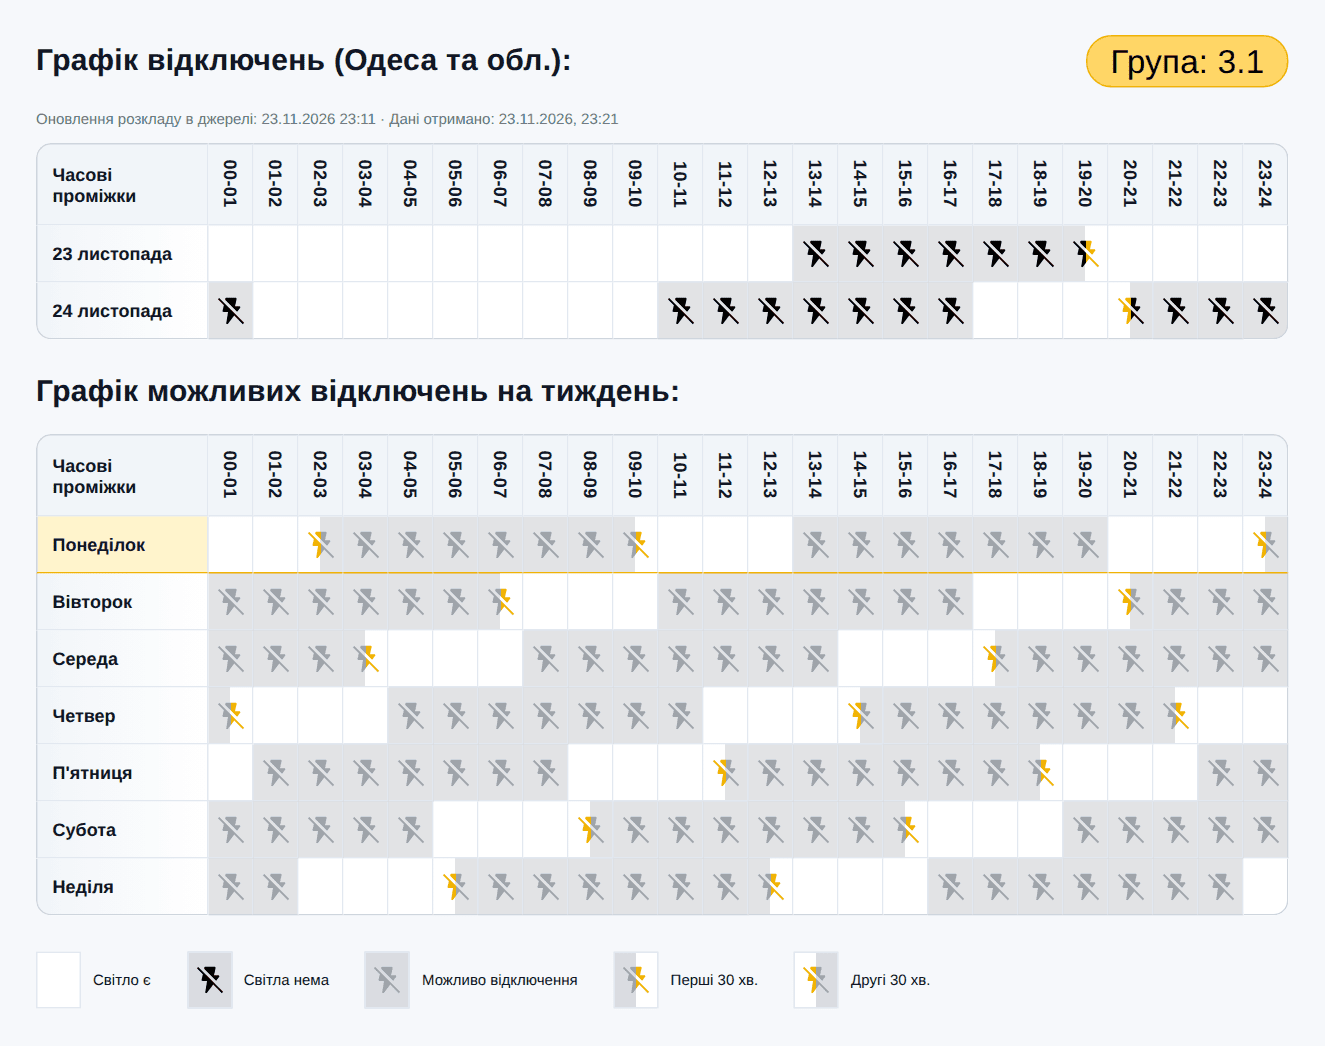 Графік відключень (Одеса та обл.):
Група: 3.1
Оновлення розкладу в джерелі: 23.11.2026 23:11 · Дані отримано: 23.11.2026, 23:21
Часові проміжки 00-01 01-02 02-03 03-04 04-05 05-06 06-07 07-08 08-09 09-10 10-11 11-12 12-13 13-14 14-15 15-16 16-17 17-18 18-19 19-20 20-21 21-22 22-23 23-24
23 листопада
24 листопада
Графік можливих відключень на тиждень:
Часові проміжки 00-01 01-02 02-03 03-04 04-05 05-06 06-07 07-08 08-09 09-10 10-11 11-12 12-13 13-14 14-15 15-16 16-17 17-18 18-19 19-20 20-21 21-22 22-23 23-24
Понеділок
Вівторок
Середа
Четвер
П'ятниця
Субота
Неділя
Світло є Світла нема Можливо відключення Перші 30 хв. Другі 30 хв.